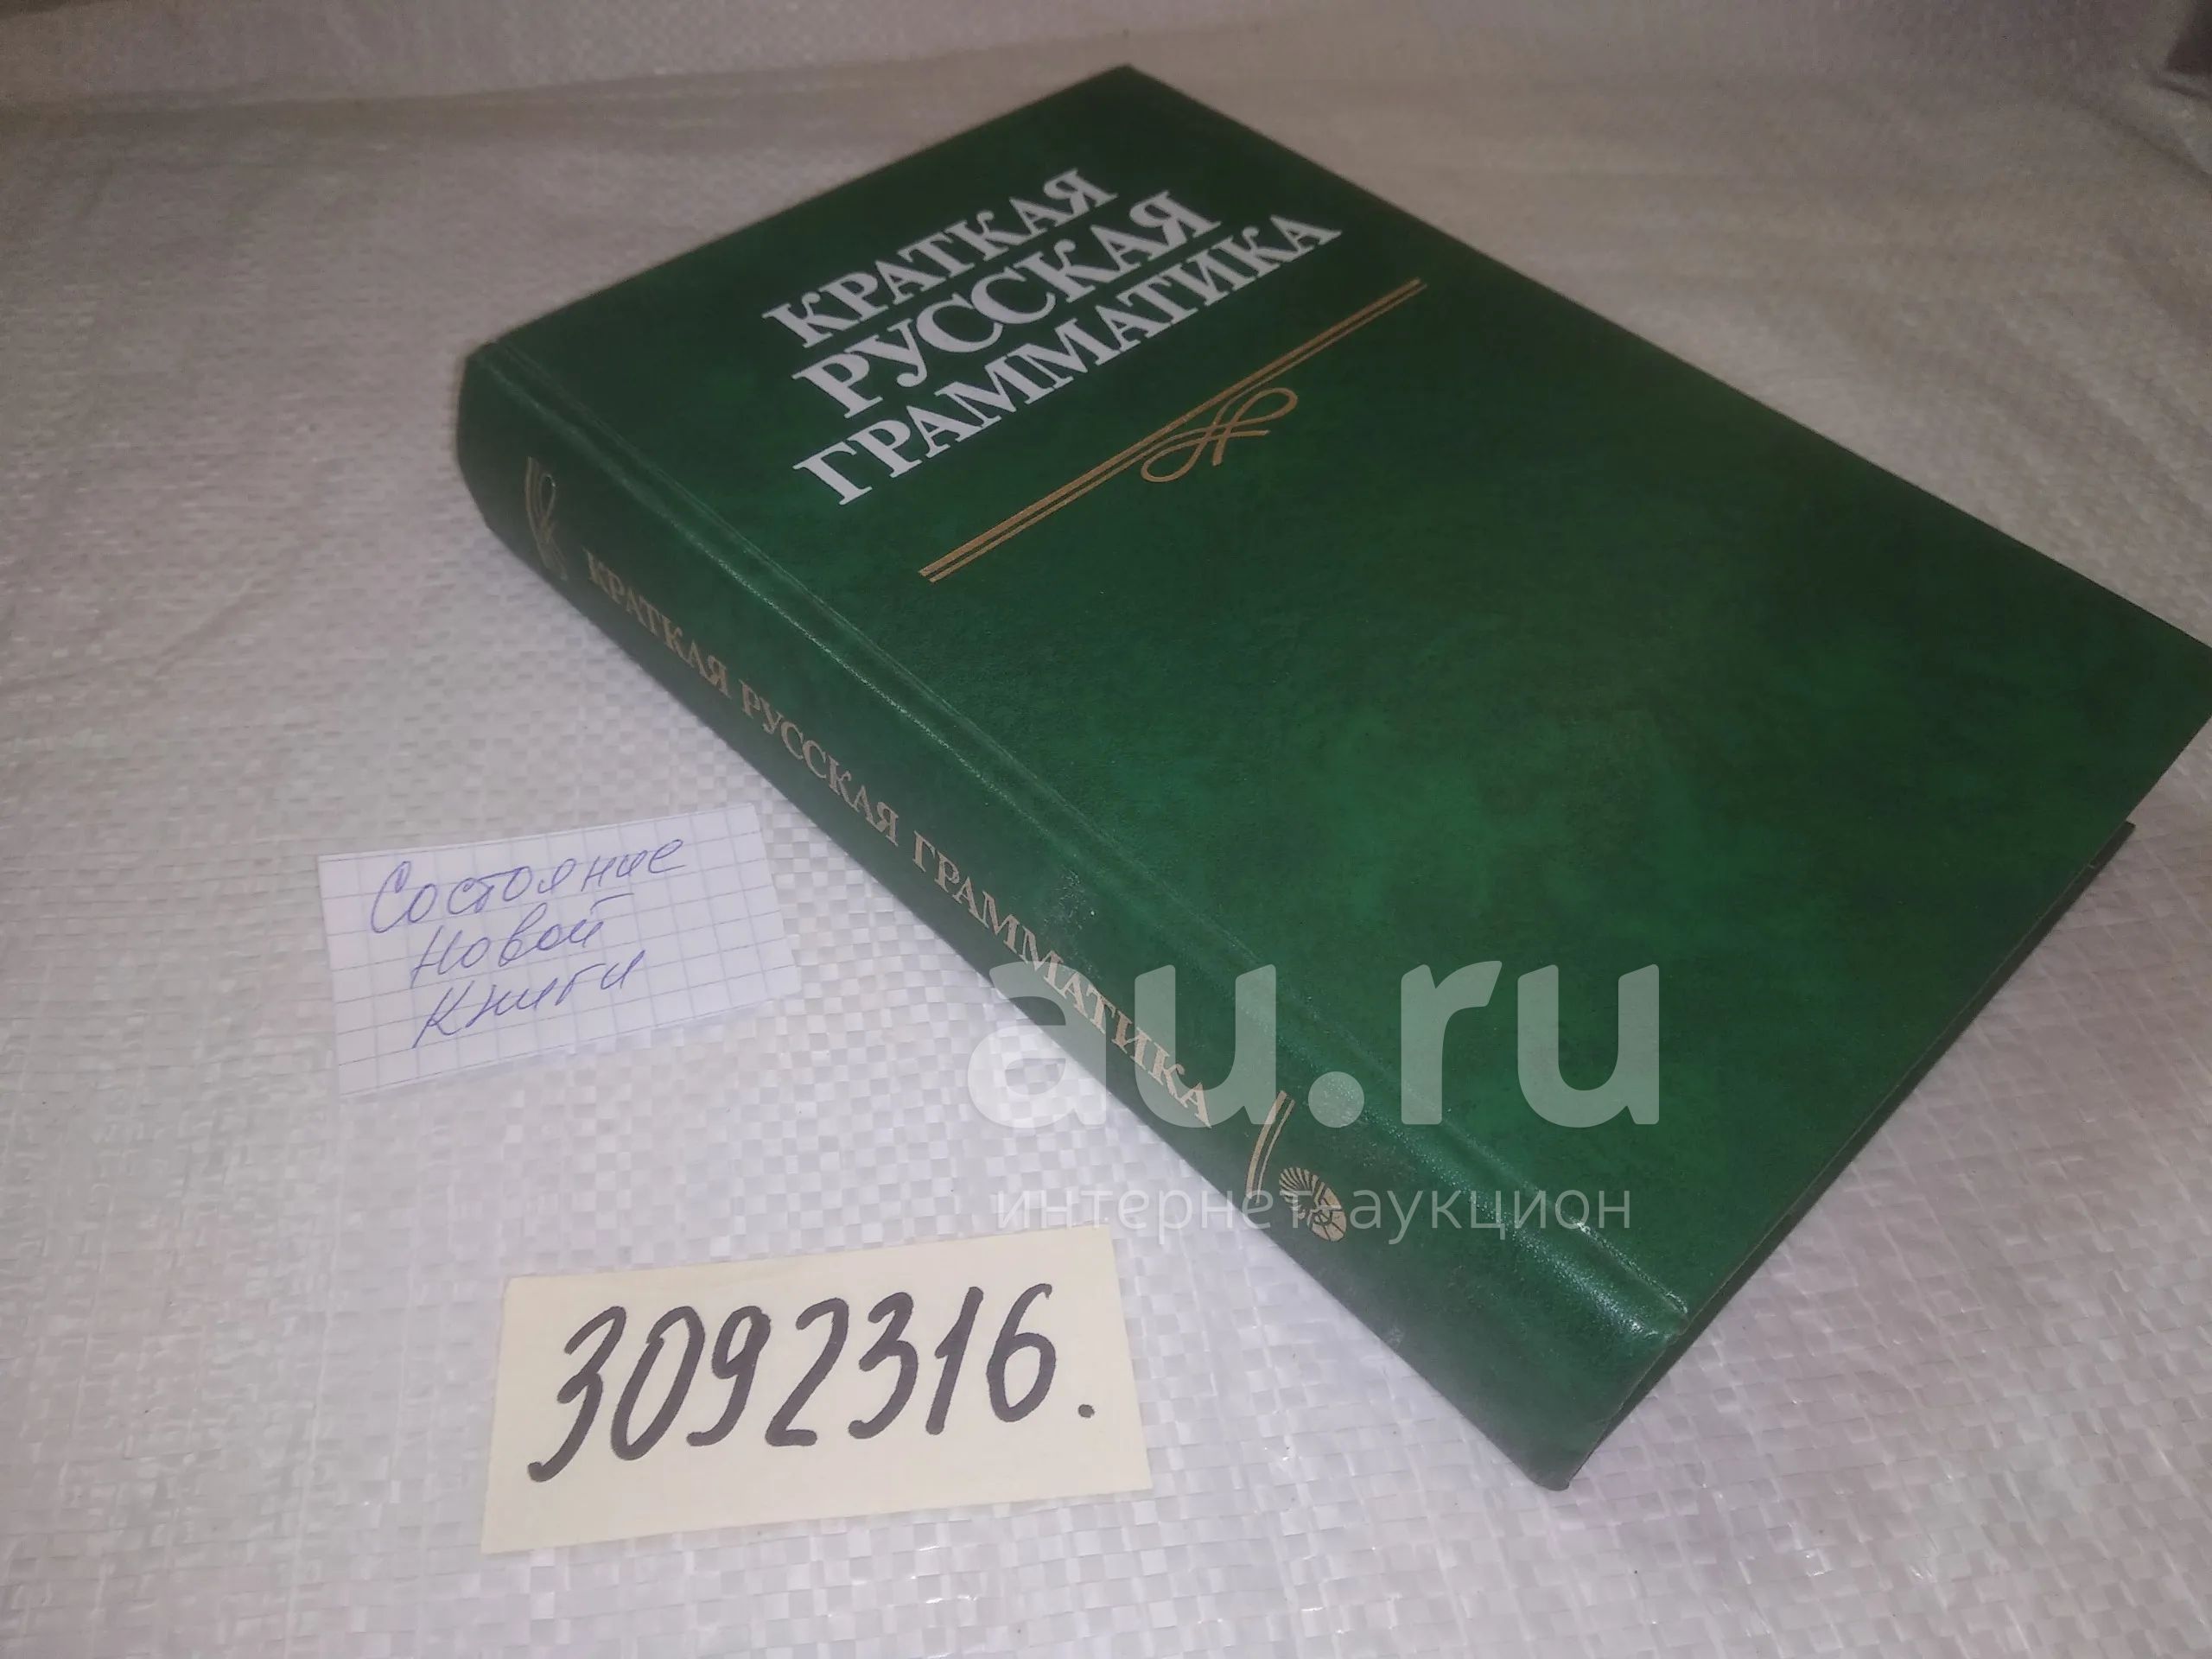 КРАТКАЯ
РУССКАЯ
ГРАММАТИКА
КРАТКАЯ РУССКАЯ ГРАММАТИКА
Состояние
Новой
Книги
au.ru
интернет-аукцион
3092316.